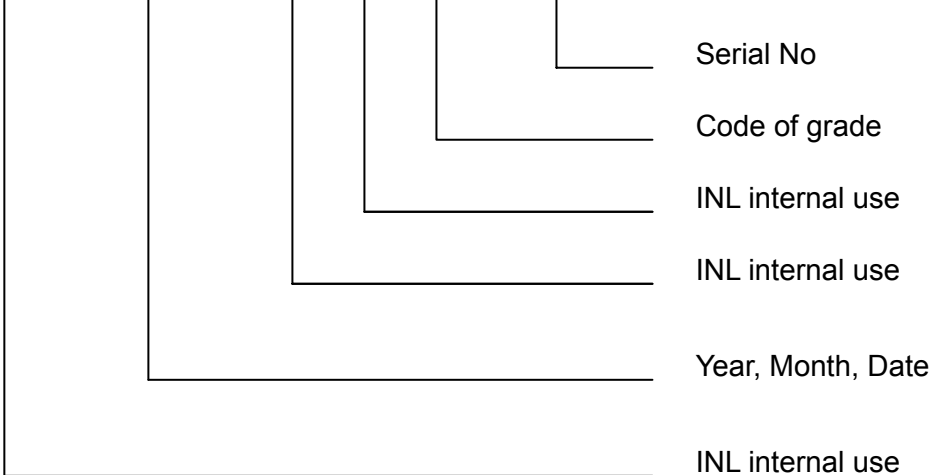 Serial No
Code of grade
INL internal use
INL internal use
Year, Month, Date
INL internal use